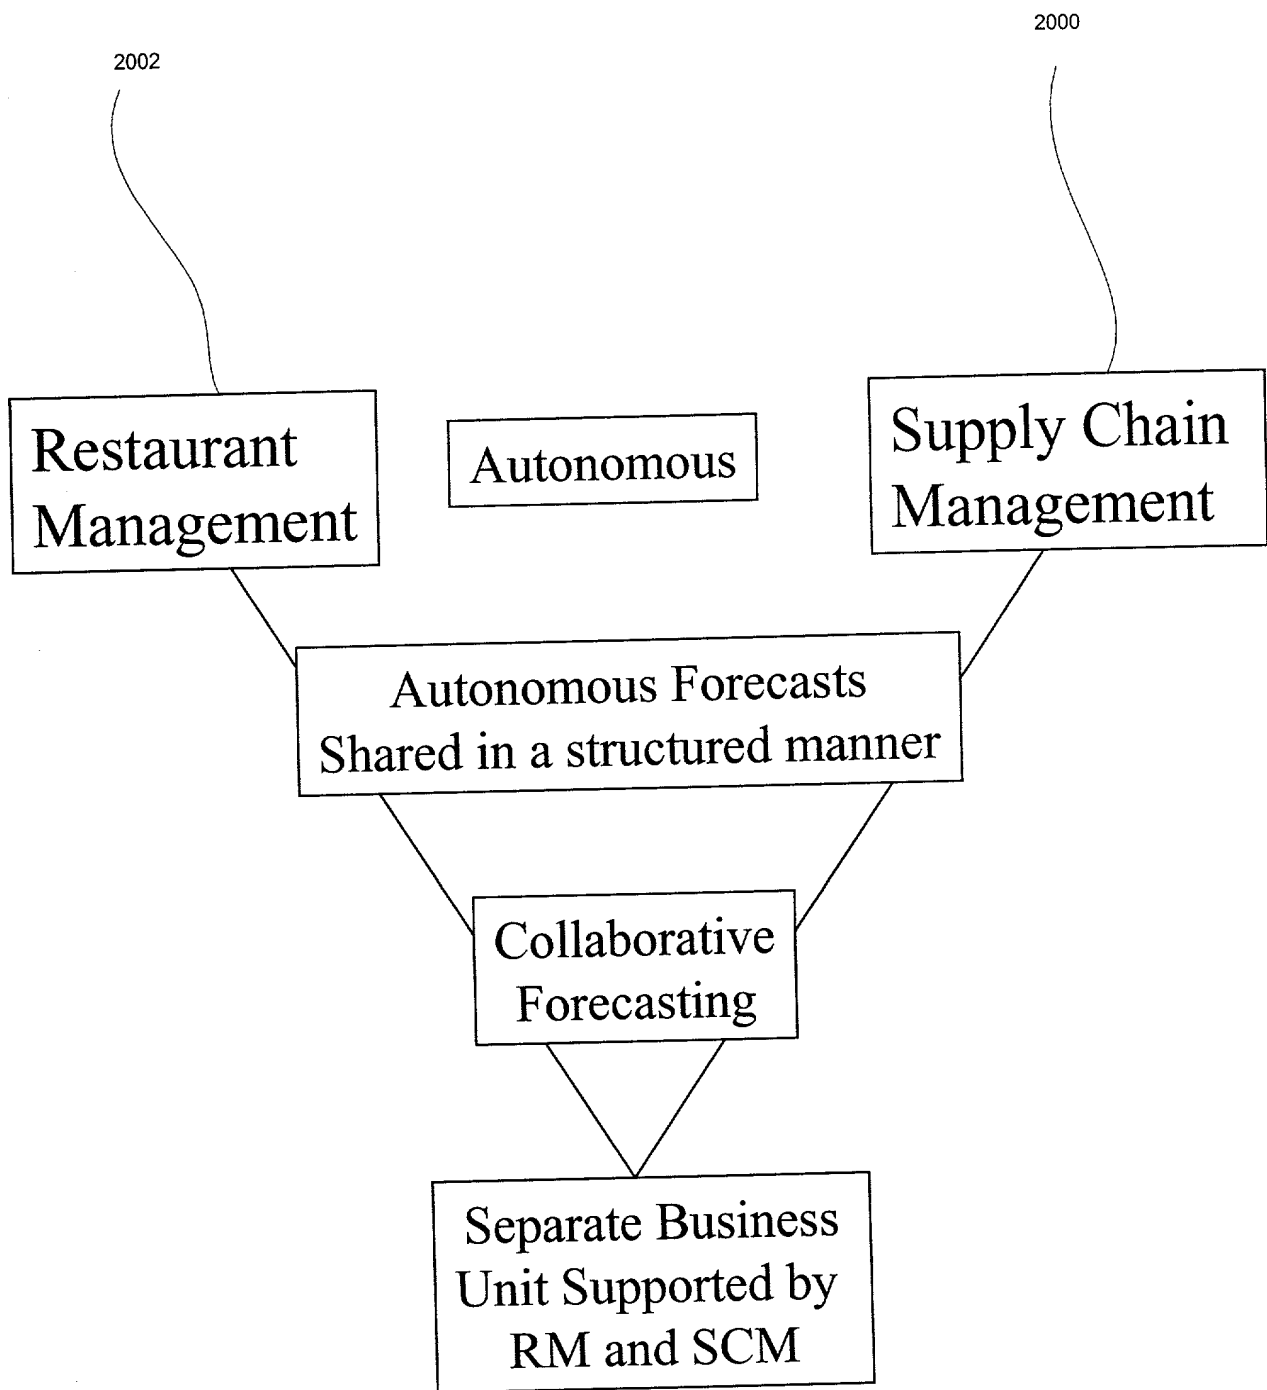 2002
2000
Restaurant
Management
Autonomous
Supply Chain
Management
Autonomous Forecasts
Shared in a structured manner
Collaborative
Forecasting
Separate Business
Unit Supported by
RM and SCM